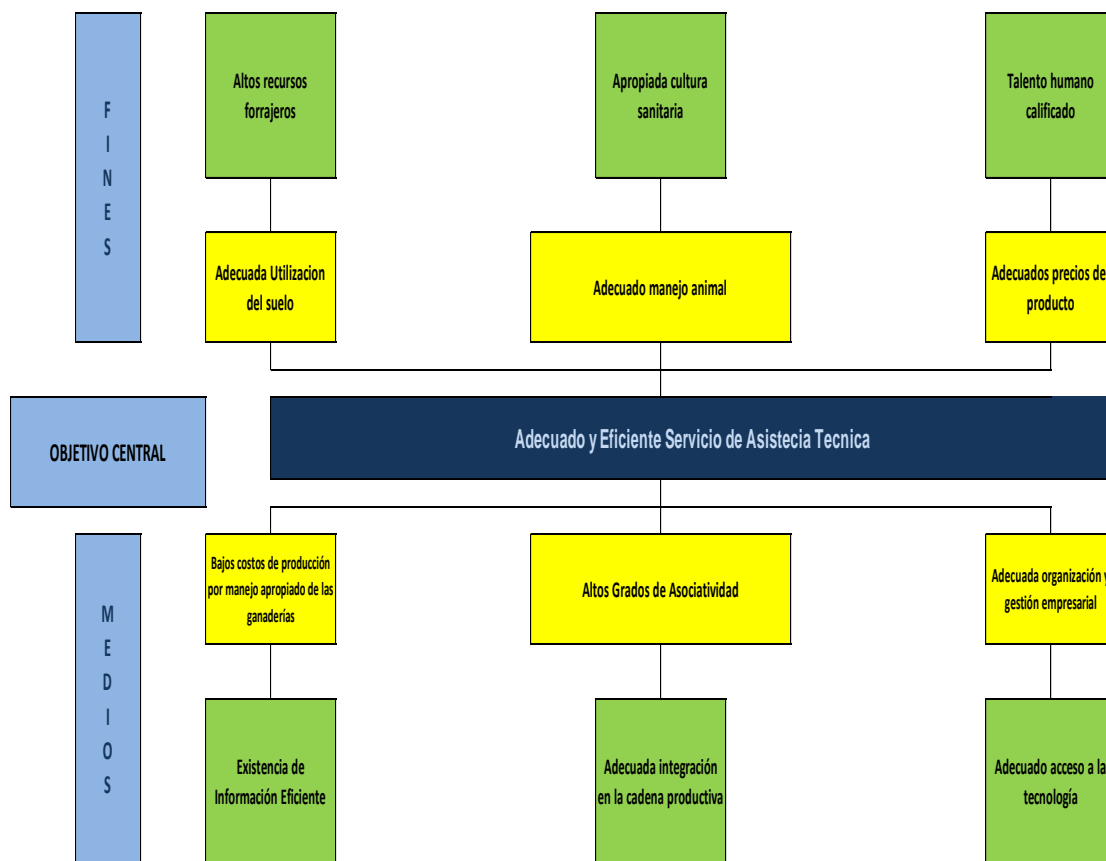 FINES
Altos recursos
forrajeros
Apropiada cultura
sanitaria
Talento humano
calificado
Adecuada Utilizacion
del suelo
Adecuado manejo animal
Adecuados precios de
producto
OBJETIVO CENTRAL
Adecuado y Eficiente Servicio de Asistecia Tecnica
MEDIOS
Bajos costos de producción
por manejo apropiado de las
ganaderías
Altos Grados de Asociatividad
Adecuada organización y
gestión empresarial
Existencia de
Información Eficiente
Adecuada integración
en la cadena productiva
Adecuado acceso a la
tecnología